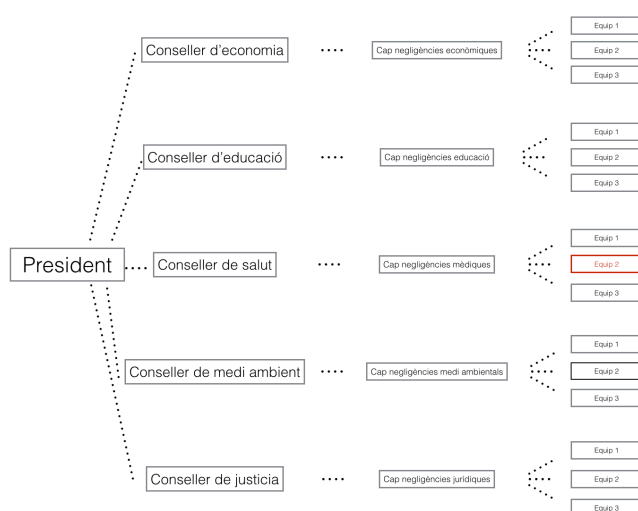 Conseller d'economia
Cap negligències econòmiques
Equip 1
Equip 2
Equip 3
Conseller d'educació
Cap negligències educació
Equip 1
Equip 2
Equip 3
President
Conseller de salut
Cap negligències mèdiques
Equip 1
Equip 2
Equip 3
Conseller de medi ambient
Cap negligències medi ambientals
Equip 1
Equip 2
Equip 3
Conseller de justicia
Cap negligències jurídiques
Equip 1
Equip 2
Equip 3